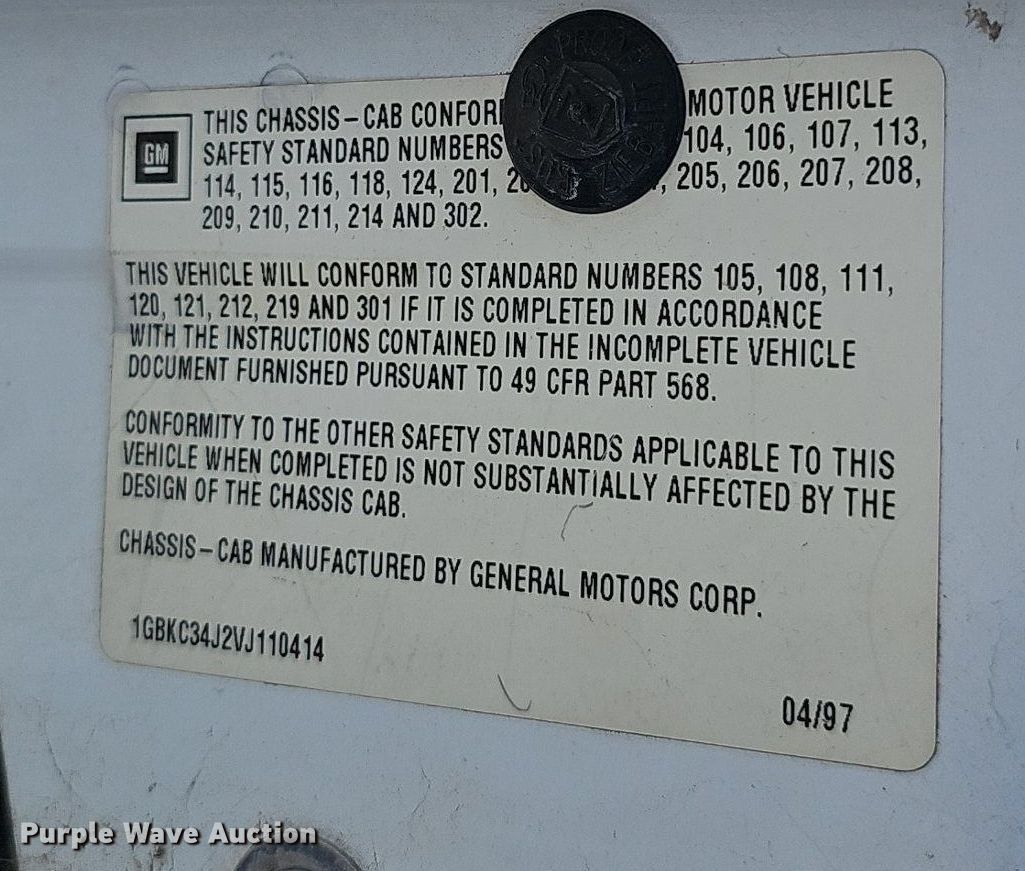 GM
THIS CHASSIS-CAB MOTOR VEHICLE
SAFETY STANDARD NUMBERS 104, 106, 107, 113,
114, 115, 116, 118, 124, 201, 205, 206, 207, 208,
209, 210, 211, 214 AND 302.
THIS VEHICLE WILL CONFORM TO STANDARD NUMBERS 105, 108, 111,
120, 121, 212, 219 AND 301 IF IT IS COMPLETED IN ACCORDANCE
WITH THE INSTRUCTIONS CONTAINED IN THE INCOMPLETE VEHICLE
DOCUMENT FURNISHED PURSUANT TO 49 CFR PART 568.
CONFORMITY TO THE OTHER SAFETY STANDARDS APPLICABLE TO THIS
VEHICLE WHEN COMPLETED IS NOT SUBSTANTIALLY AFFECTED BY THE
DESIGN OF THE CHASSIS CAB.
CHASSIS-CAB MANUFACTURED BY GENERAL MOTORS CORP.
1GBKC34J2VJ110414
04/97
Purple Wave Auction